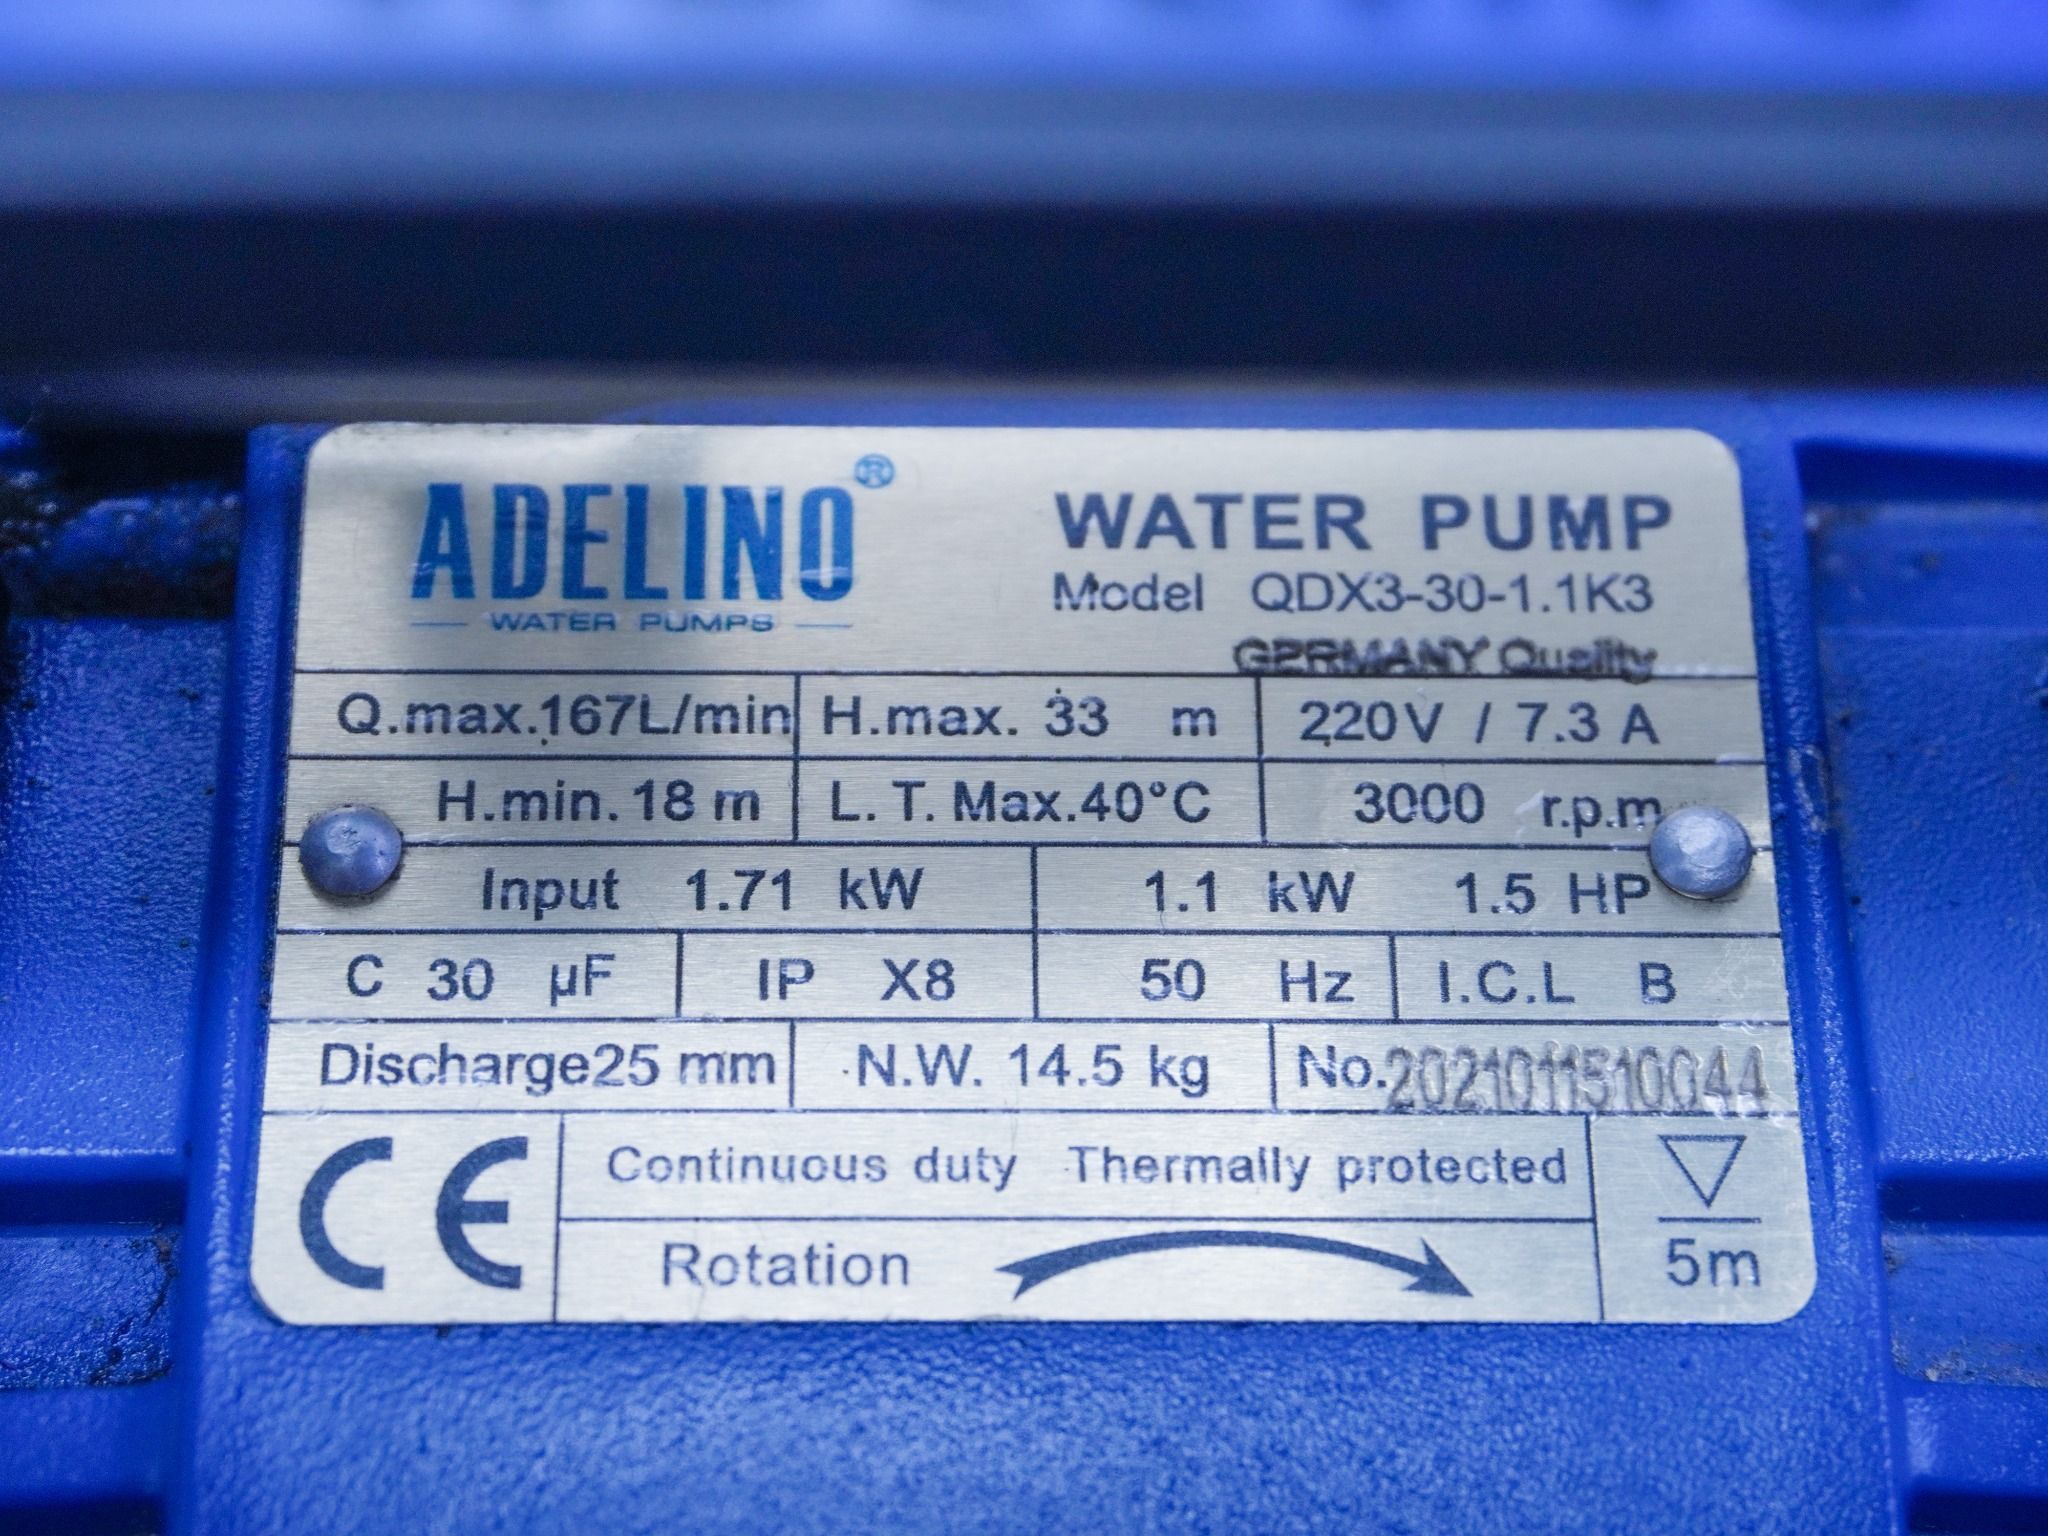 ADELINO®
WATER PUMPS
WATER PUMP
Model QDX3-30-1.1K3
GERMANY Quality
Q.max.167L/min H.max. 33 m 220V / 7.3 A
H.min. 18 m L. T. Max.40°C 3000 r.p.m
Input 1.71 kW 1.1 kW 1.5 HP
C 30 µF IP X8 50 Hz I.C.L B
Discharge25 mm N.W. 14.5 kg No.2021011510044
CE
Continuous duty Thermally protected
Rotation
5m